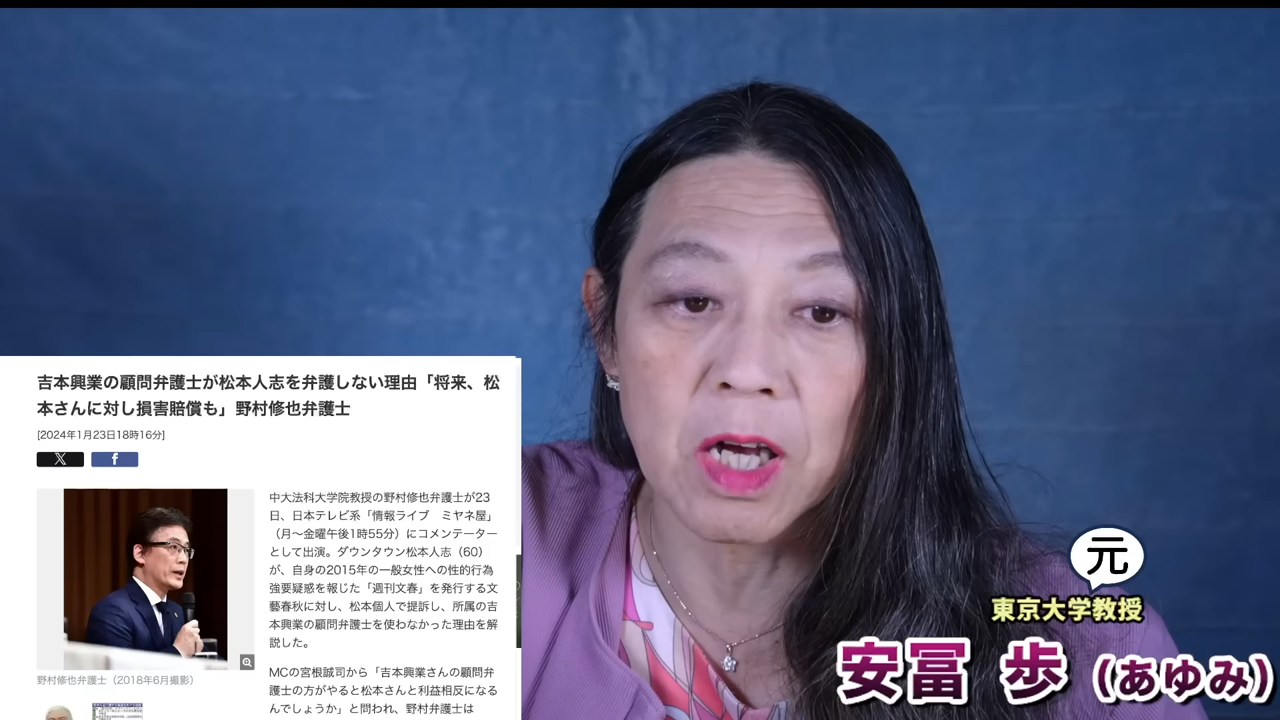 吉本興業の顧問弁護士が松本人志を弁護しない理由「将来、松
本さんに対し損害賠償も」野村修也弁護士
[2024年1月23日18時16分]
X f
中大法科大学院教授の野村修也弁護士が23
日、日本テレビ系「情報ライブ　ミヤネ屋」
（月～金曜午後1時55分）にコメンテーター
として出演。ダウンタウン松本人志（60）
が、自身の2015年の一般女性への性的行為
強要疑惑を報じた「週刊文春」を発行する文
藝春秋に対し、松本個人で提訴し、所属の吉
本興業の顧問弁護士を使わなかった理由を解
説した。
野村修也弁護士（2018年6月撮影）
MCの宮根誠司から「吉本興業さんの顧問弁
護士の方がやると松本さんと利益相反になる
んでしょうか」と問われ、野村弁護士は
元
東京大学教授
安冨 歩 (あゆみ)